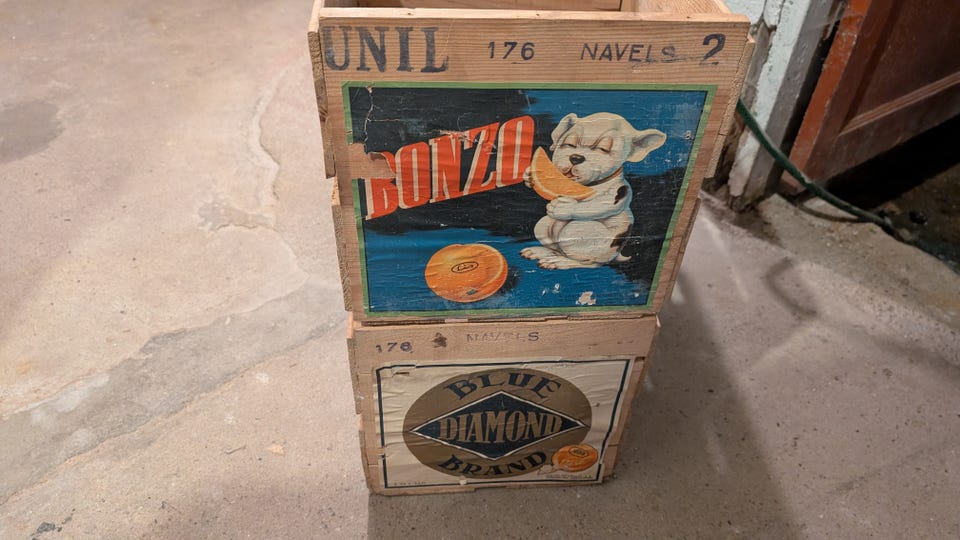 UNIL 176 NAVELS 2
BONZO
176 NAVELS
BLUE
DIAMOND
BRAND